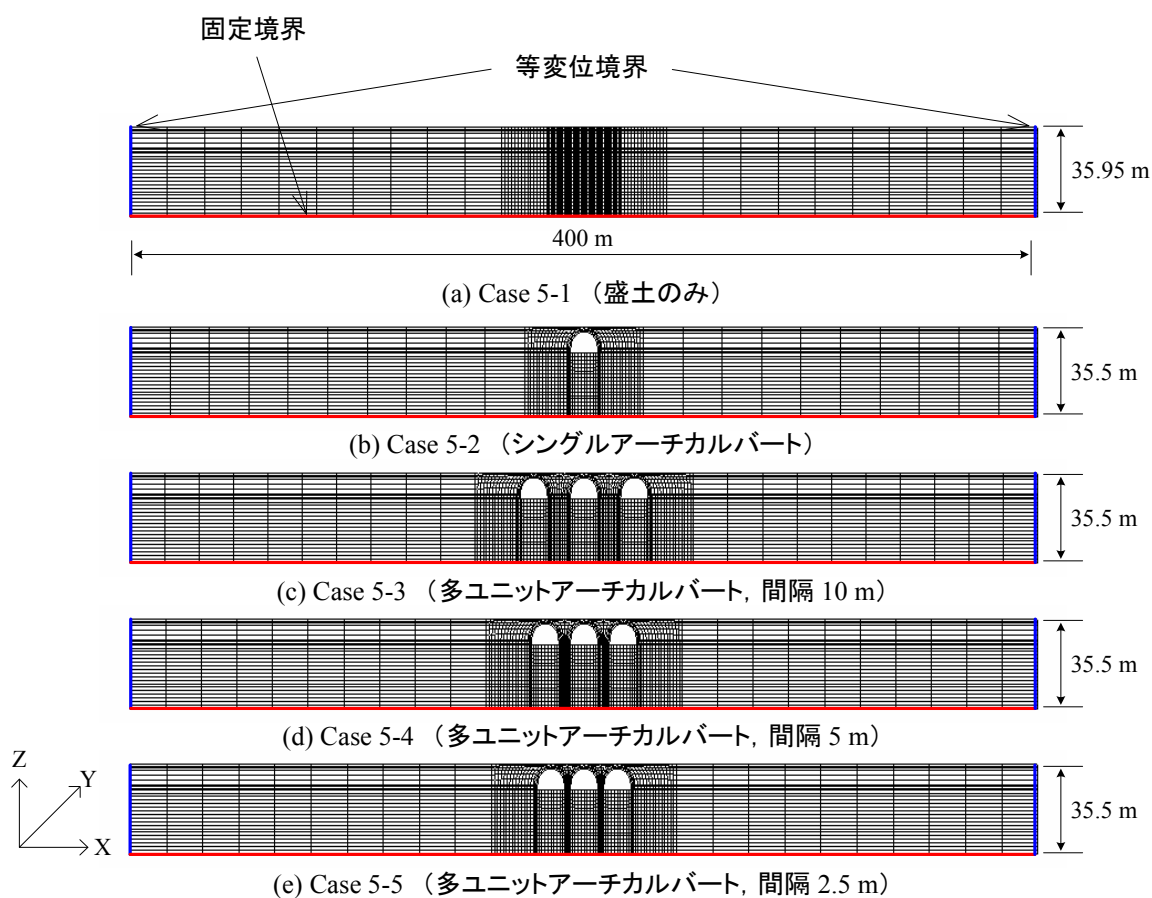 固定境界
等変位境界
35.95 m
400 m
(a) Case 5-1 （盛土のみ）
35.5 m
(b) Case 5-2 （シングルアーチカルバート）
35.5 m
(c) Case 5-3 （多ユニットアーチカルバート, 間隔 10 m）
35.5 m
(d) Case 5-4 （多ユニットアーチカルバート, 間隔 5 m）
Z
Y
X
35.5 m
(e) Case 5-5 （多ユニットアーチカルバート, 間隔 2.5 m）